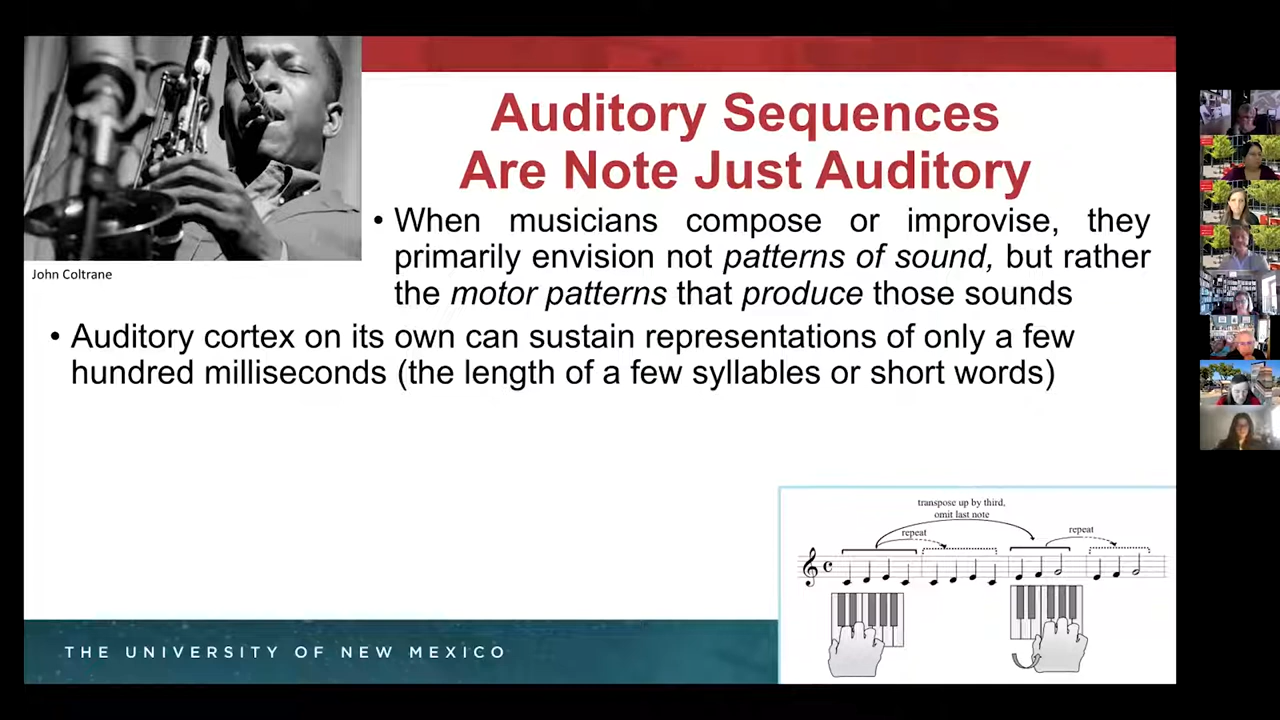 Auditory Sequences
Are Note Just Auditory
• When musicians compose or improvise, they
primarily envision not patterns of sound, but rather
the motor patterns that produce those sounds
John Coltrane
• Auditory cortex on its own can sustain representations of only a few
hundred milliseconds (the length of a few syllables or short words)
transpose up by third,
omit last note
repeat
repeat
THE UNIVERSITY OF NEW MEXICO